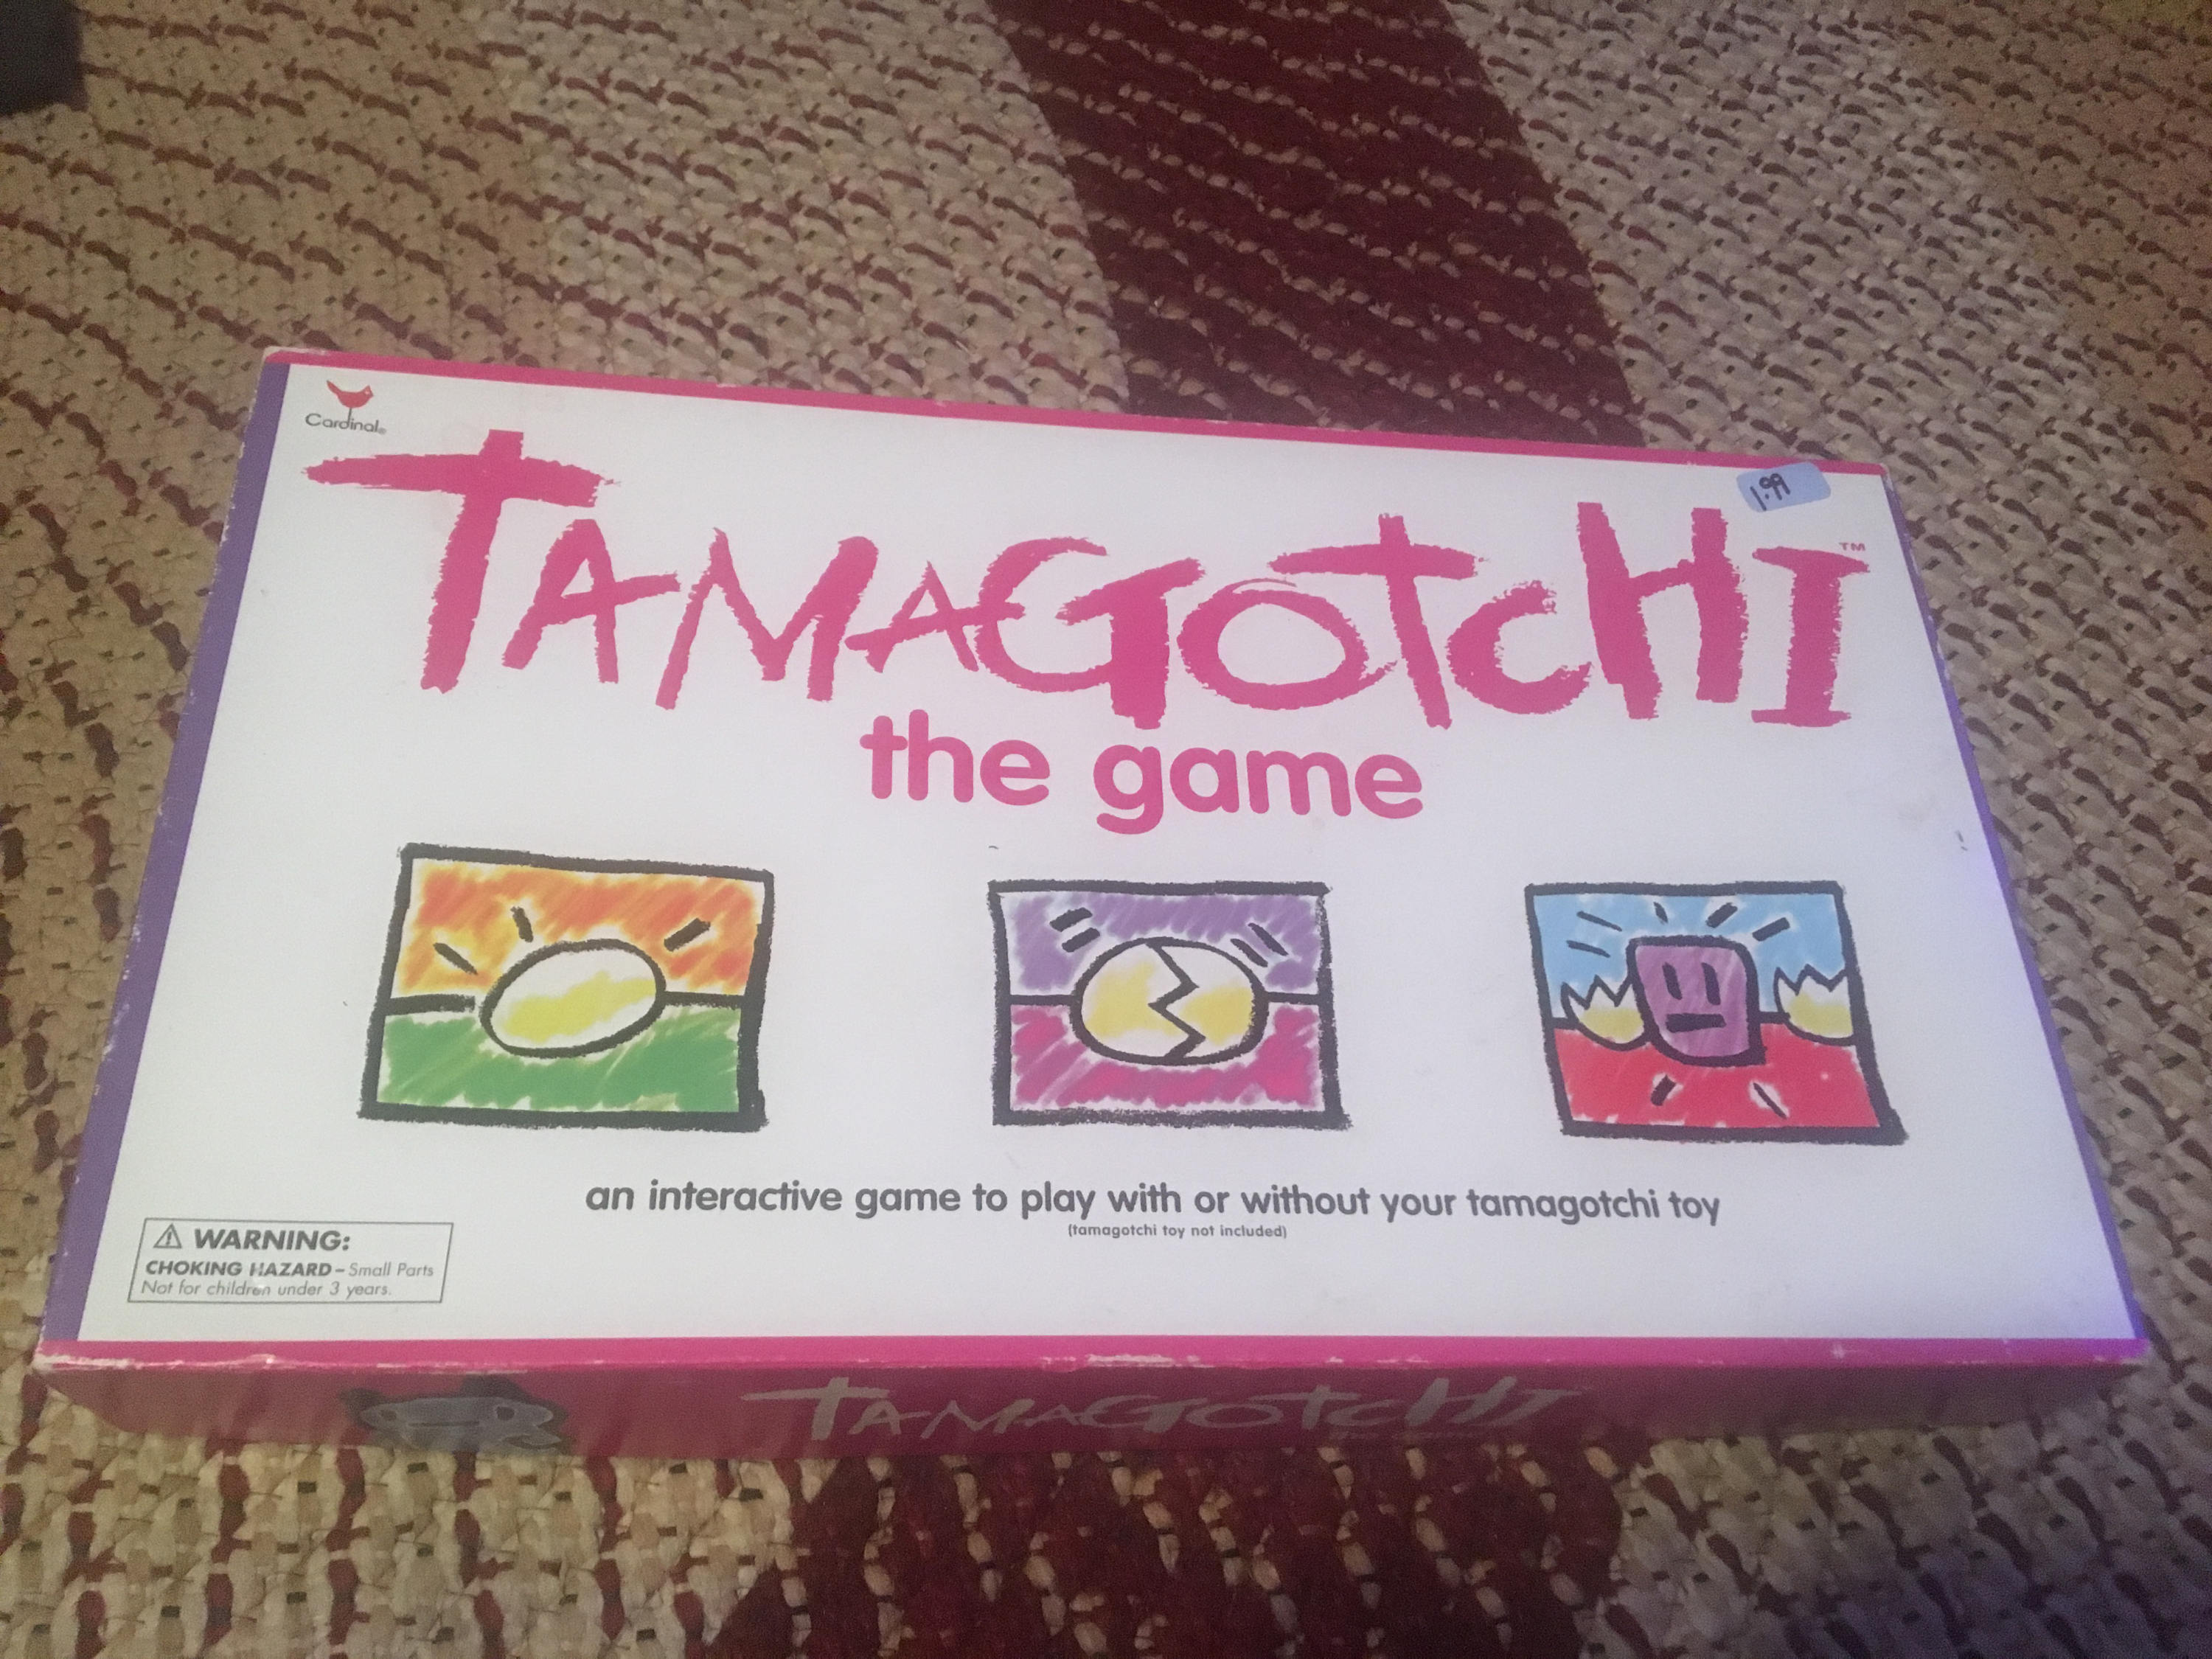 Cardinal®
1.99
TAMAGOTCHI™
the game
an interactive game to play with or without your tamagotchi toy
(tamagotchi toy not included)
⚠ WARNING:
CHOKING HAZARD – Small Parts
Not for children under 3 years.
TAMAGOTCHI